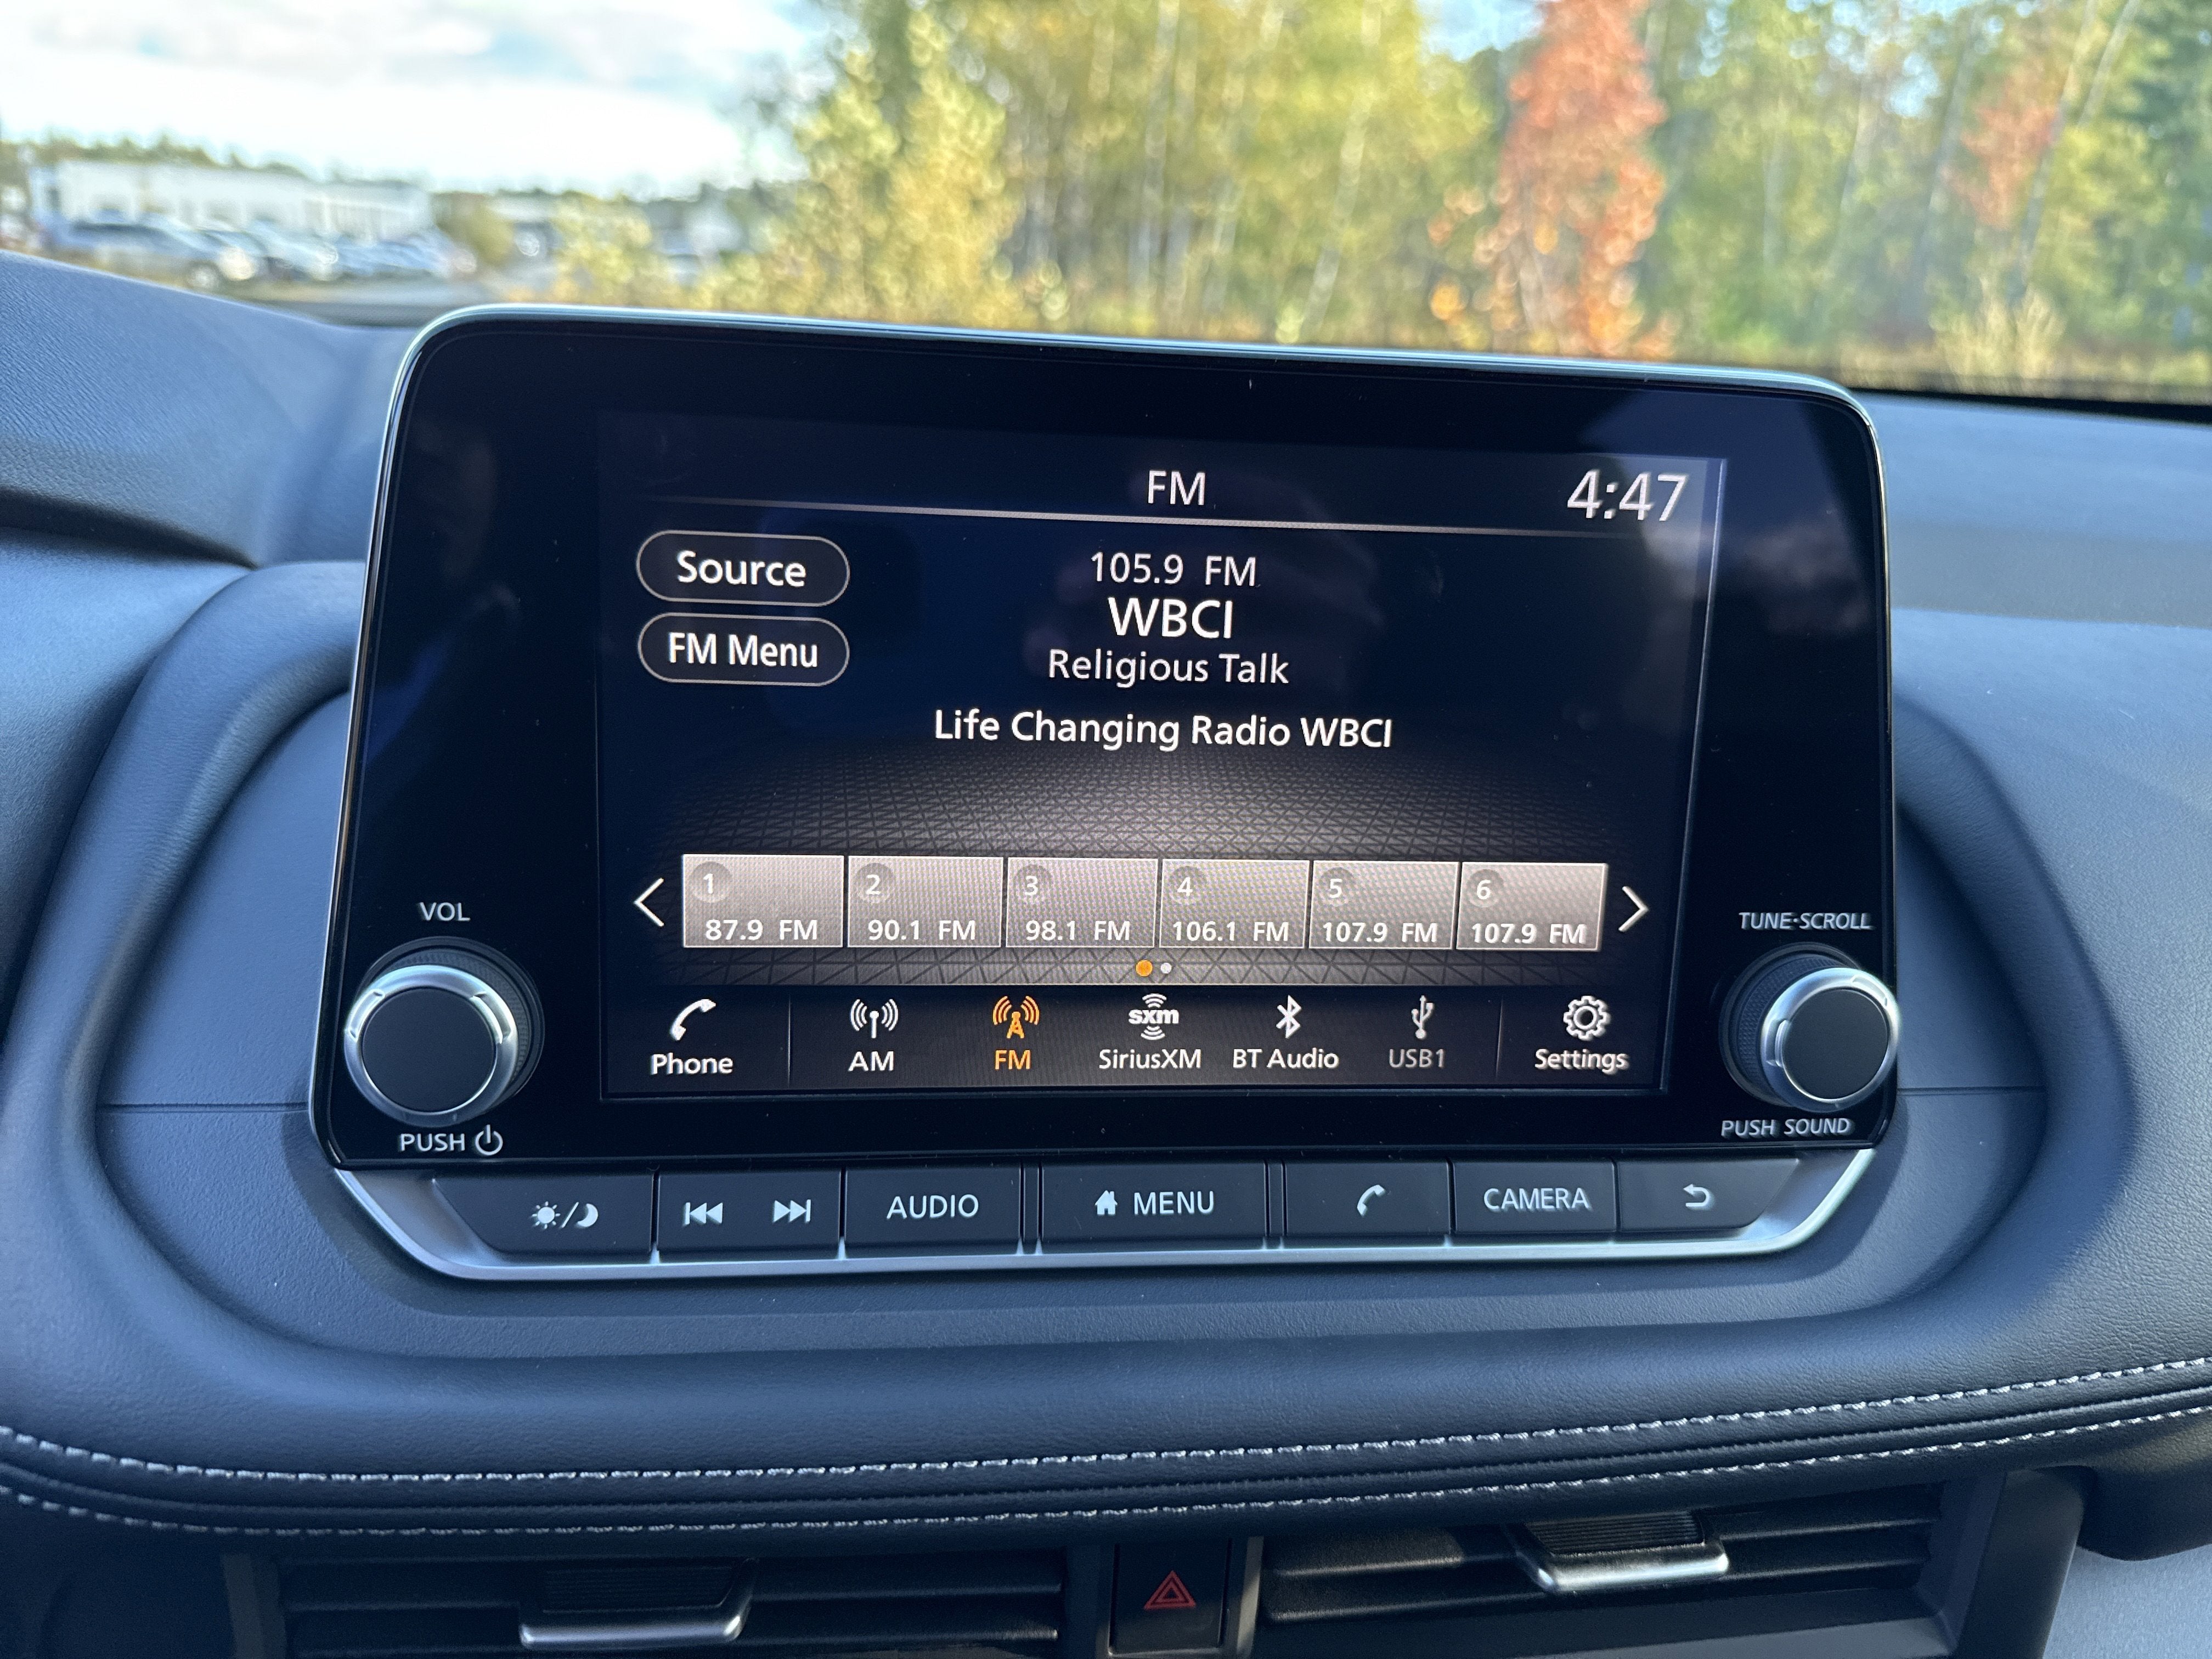 FM
4:47
Source
105.9 FM
WBCI
FM Menu
Religious Talk
Life Changing Radio WBCI
1 2 3 4 5 6
87.9 FM 90.1 FM 98.1 FM 106.1 FM 107.9 FM 107.9 FM
VOL
TUNE·SCROLL
sxm
Phone AM FM SiriusXM BT Audio USB1 Settings
PUSH
PUSH SOUND
AUDIO MENU CAMERA